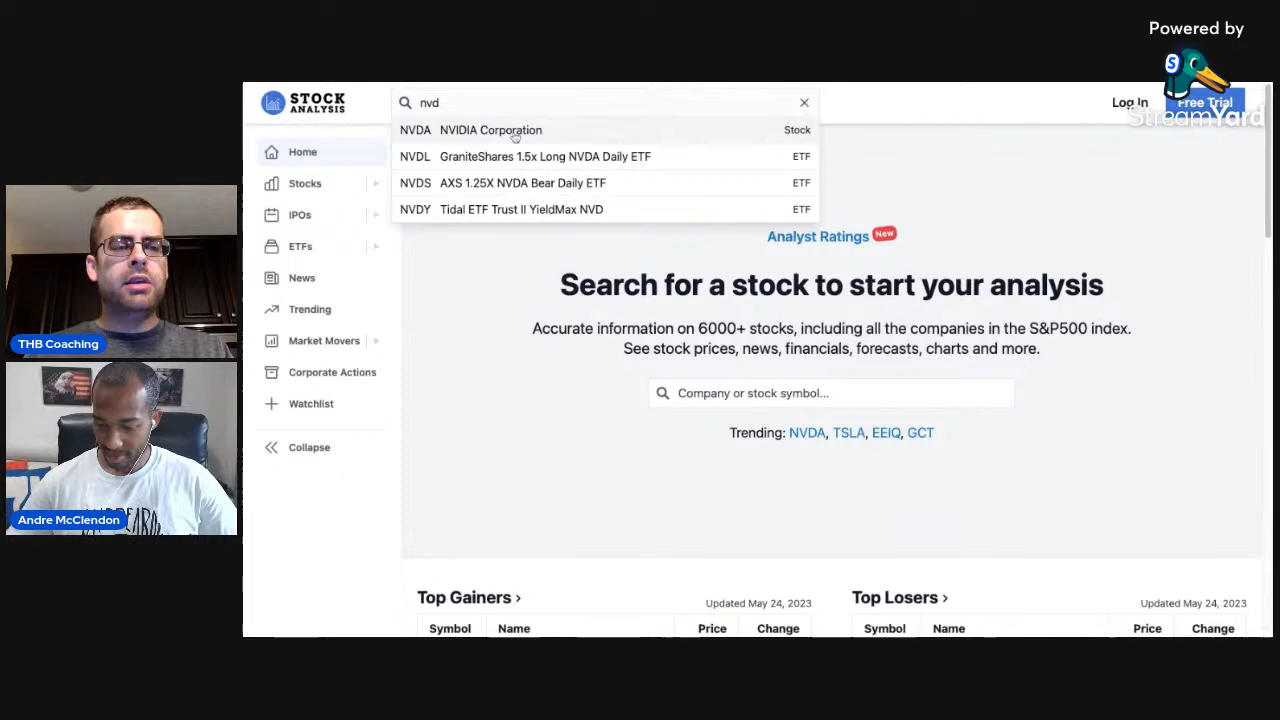 Powered by
StreamYard
STOCK
ANALYSIS
nvd
Log In
Free Trial
NVDA NVIDIA Corporation Stock
NVDL GraniteShares 1.5x Long NVDA Daily ETF ETF
NVDS AXS 1.25X NVDA Bear Daily ETF ETF
NVDY Tidal ETF Trust II YieldMax NVD ETF
Home
Stocks
IPOs
ETFs
News
Trending
Market Movers
Corporate Actions
Watchlist
Collapse
Analyst Ratings New
Search for a stock to start your analysis
Accurate information on 6000+ stocks, including all the companies in the S&P500 index.
See stock prices, news, financials, forecasts, charts and more.
Company or stock symbol...
Trending: NVDA, TSLA, EEIQ, GCT
Top Gainers ›
Updated May 24, 2023
Symbol Name Price Change
Top Losers ›
Updated May 24, 2023
Symbol Name Price Change
THB Coaching
Andre McClendon